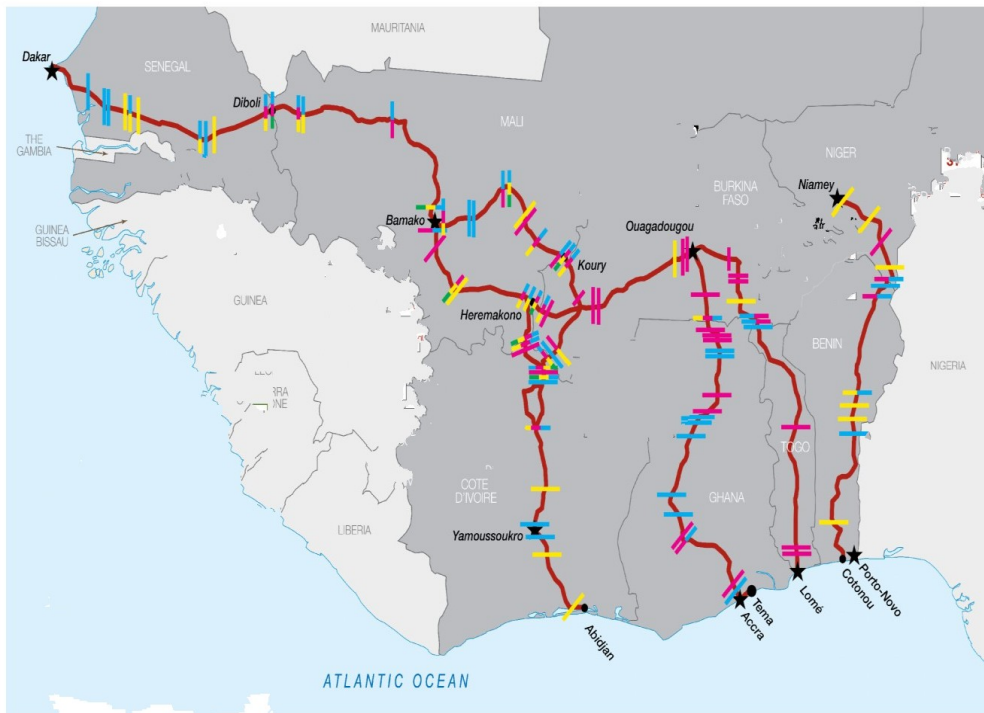 MAURITANIA
Dakar
SENEGAL
Diboli
MALI
THE
GAMBIA
NIGER
BURKINA
FASO
Niamey
Bamako
Ouagadougou
GUINEA
BISSAU
Koury
GUINEA
Heremakono
BENIN
NIGERIA
TOGO
COTE
D'IVOIRE
GHANA
LIBERIA
Yamoussoukro
Porto-Novo
Cotonou
Lomé
Tema
Accra
Abidjan
ATLANTIC OCEAN